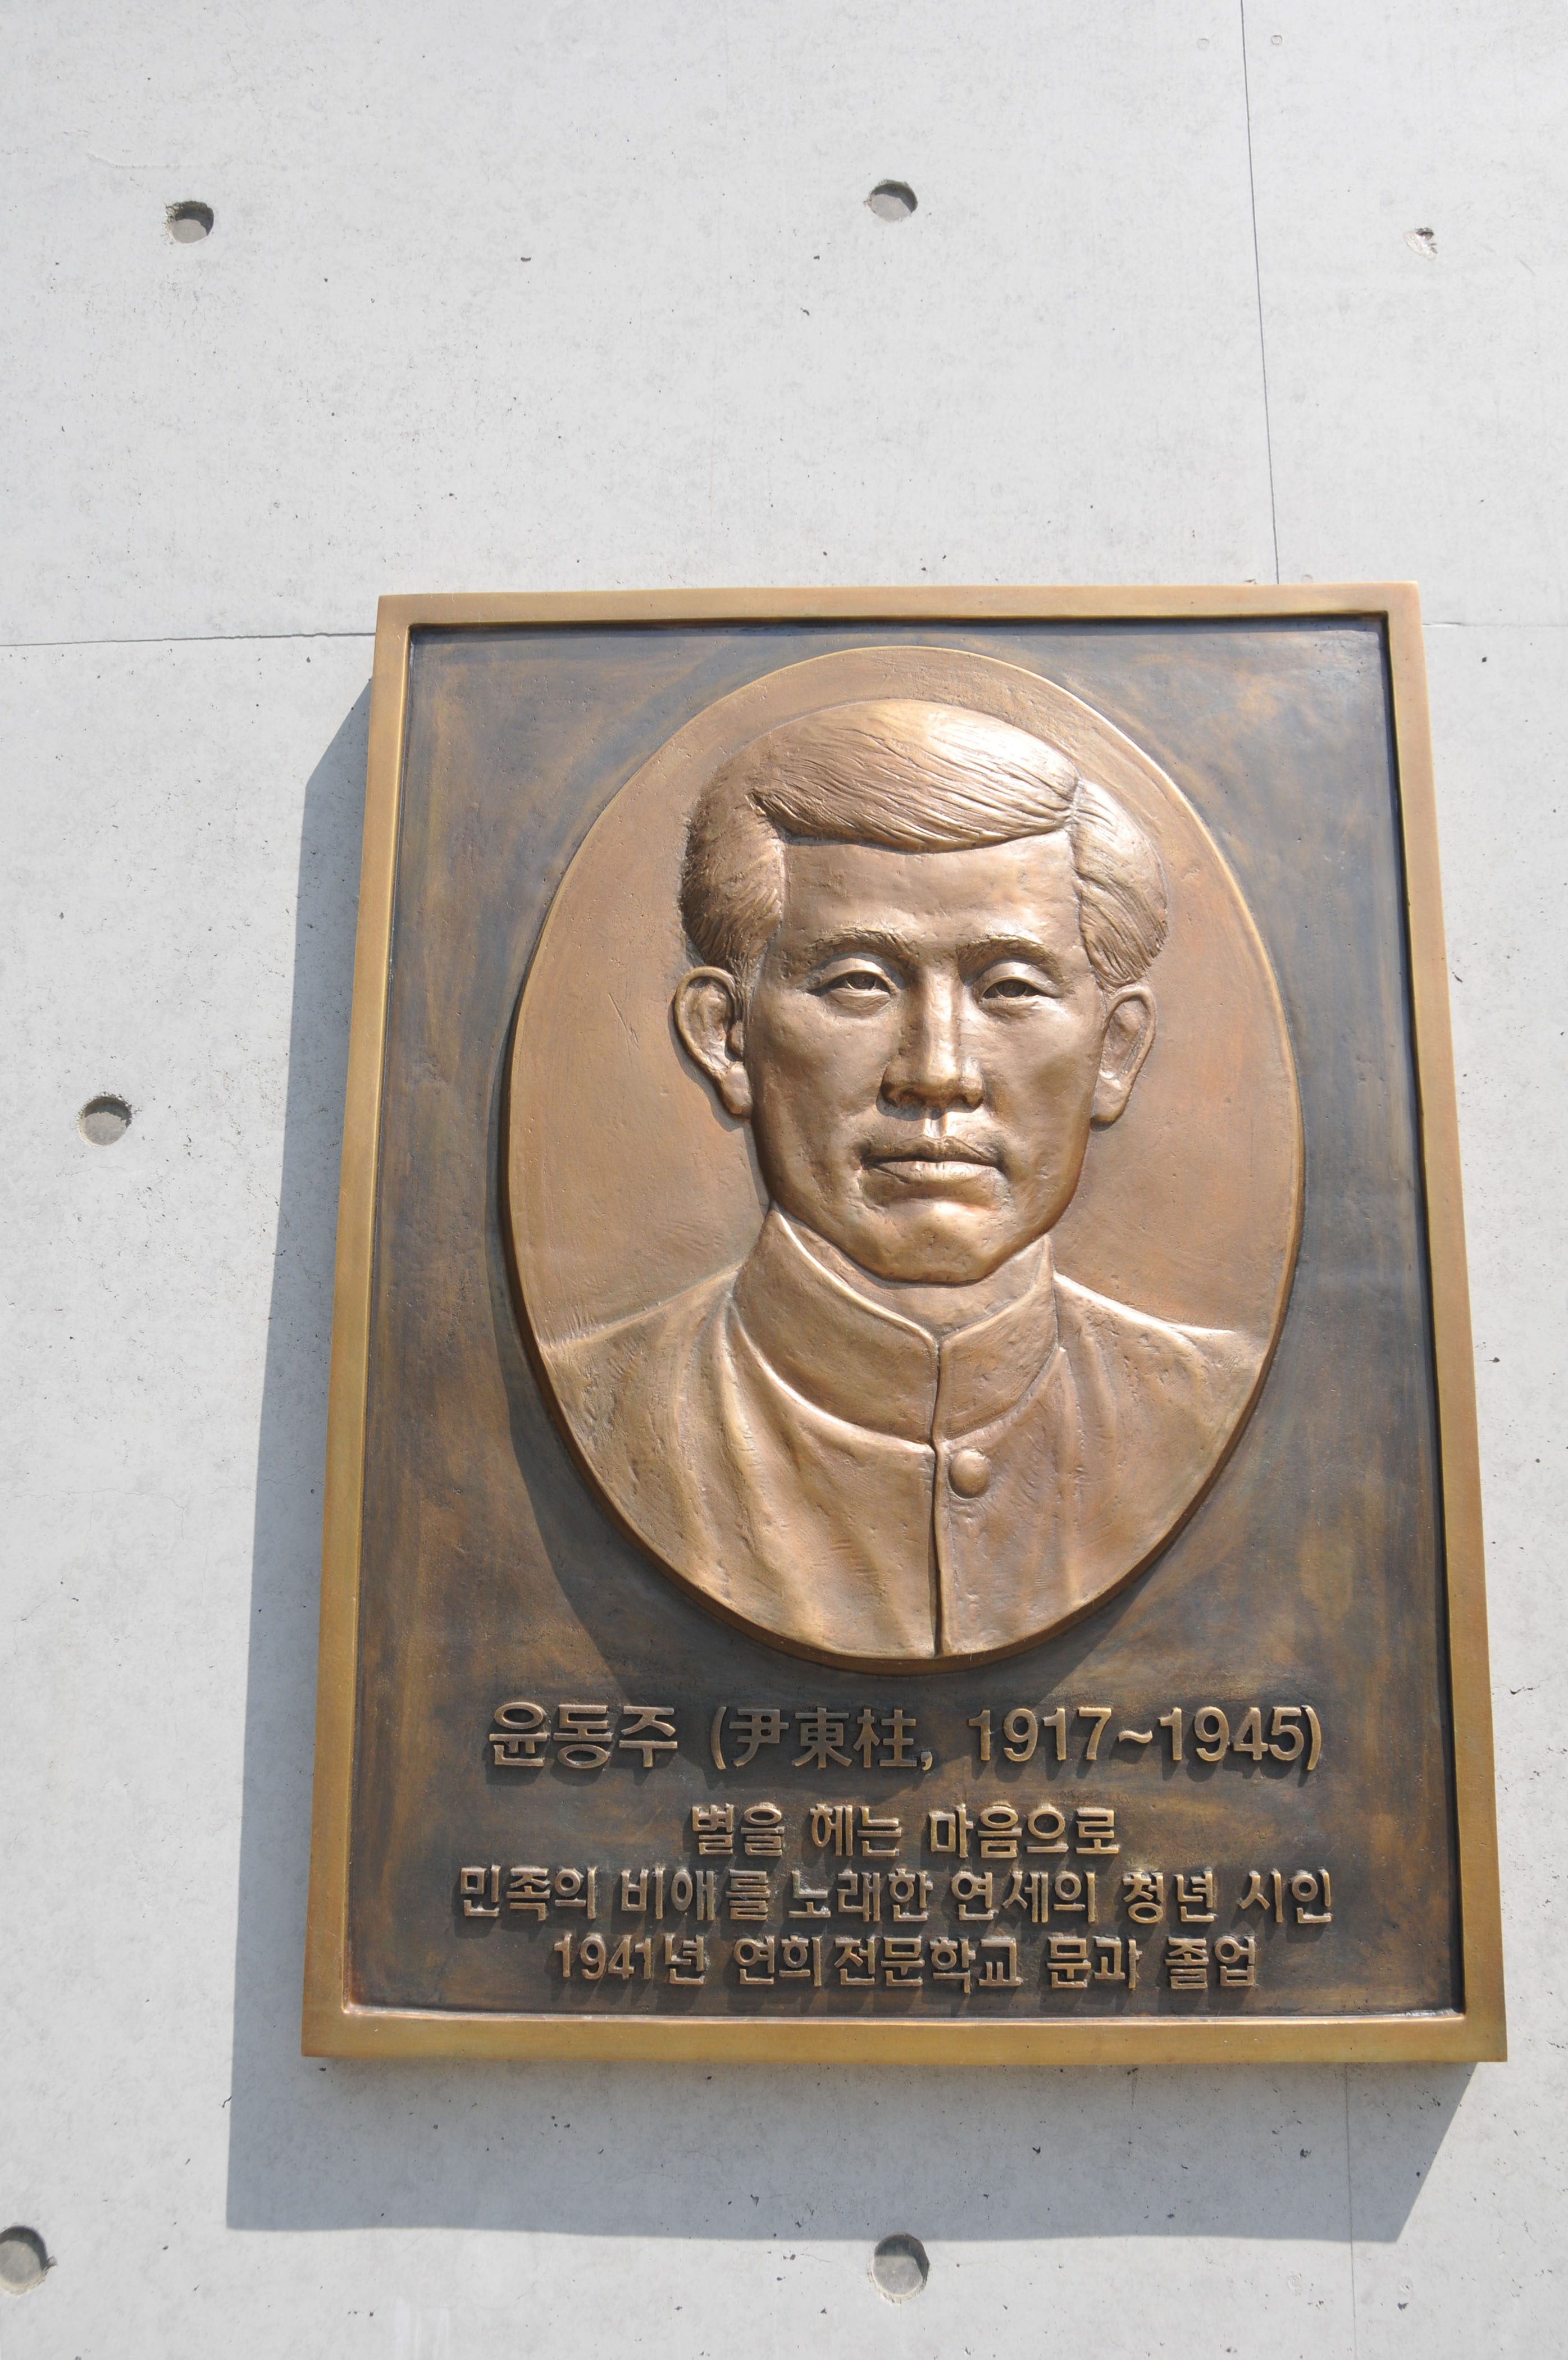 윤동주 (尹東柱, 1917~1945)
별을 헤는 마음으로
민족의 비애를 노래한 연세의 청년 시인
1941년 연희전문학교 문과 졸업